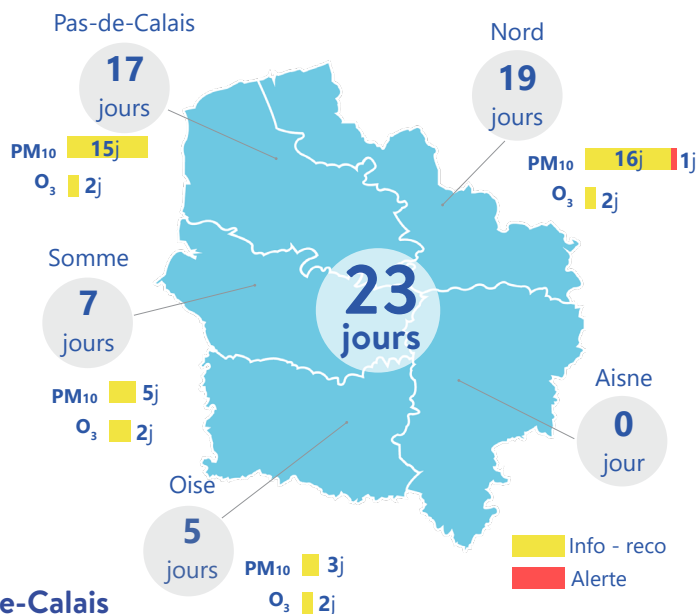 Pas-de-Calais
17
jours
PM10 15j
O3 2j
Nord
19
jours
PM10 16j 1j
O3 2j
Somme
7
jours
PM10 5j
O3 2j
23
jours
Aisne
0
jour
Oise
5
jours
PM10 3j
O3 2j
Info - reco
Alerte
e-Calais